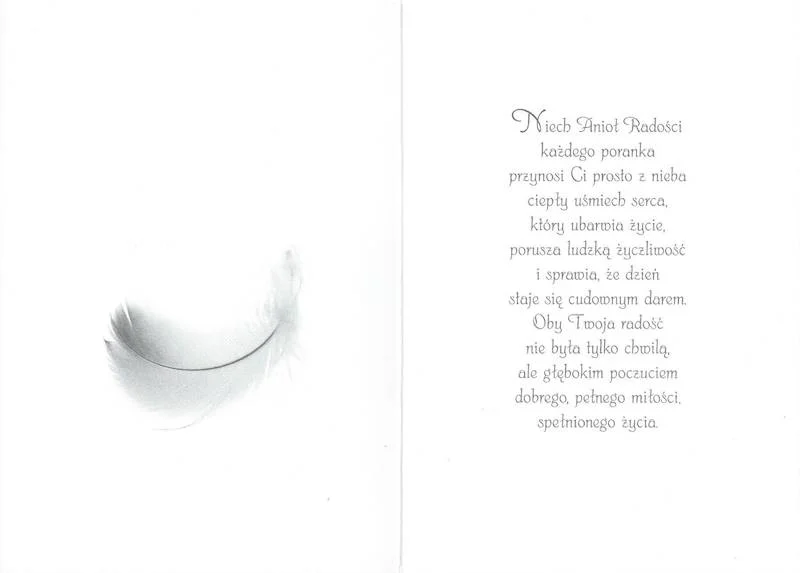 Niech Anioł Radości
każdego poranka
przynosi Ci prosto z nieba
ciepły uśmiech serca,
który ubarwia życie,
porusza ludzką życzliwość
i sprawia, że dzień
staje się cudownym darem.
Oby Twoja radość
nie była tylko chwilą,
ale głębokim poczuciem
dobrego, pełnego miłości,
spełnionego życia.